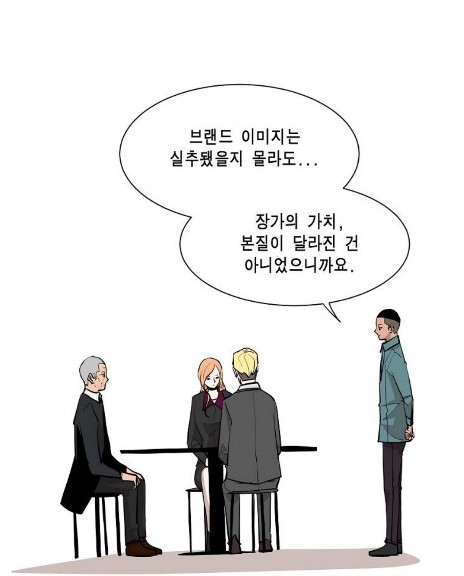 브랜드 이미지는
실추됐을지 몰라도...
장가의 가치,
본질이 달라진 건
아니었으니까요.